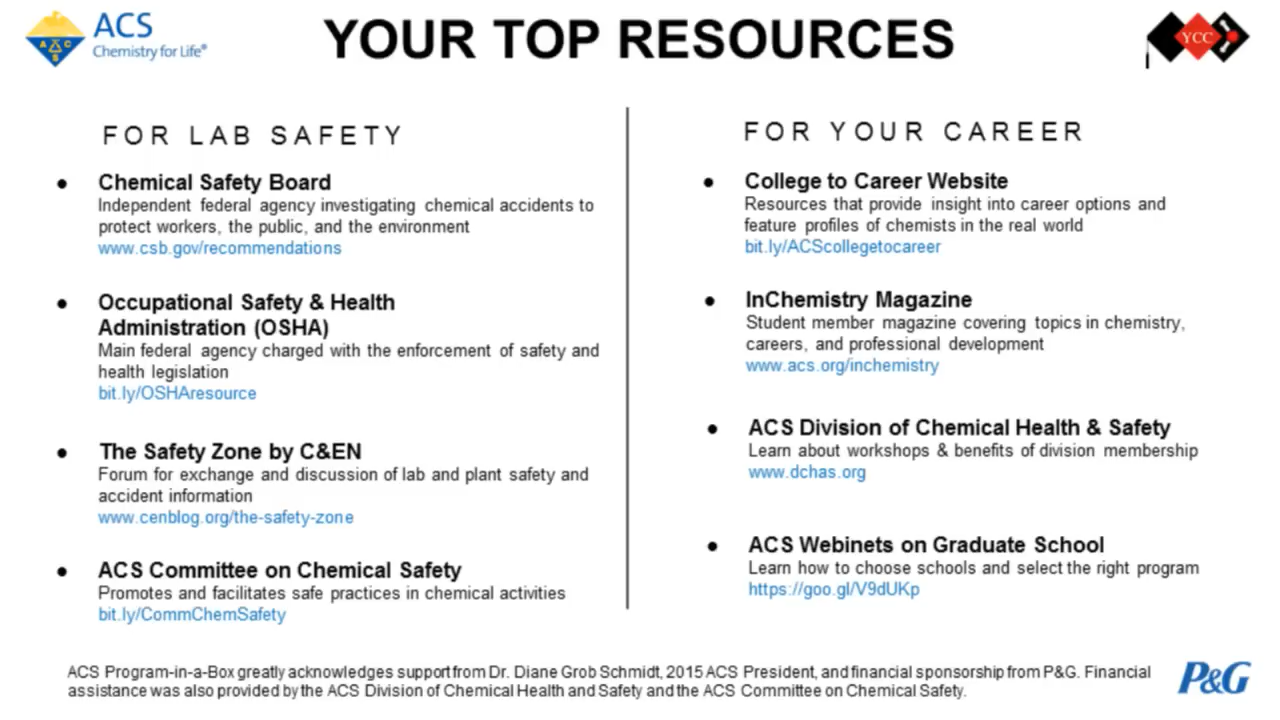 ACS
Chemistry for Life®
YOUR TOP RESOURCES
YCC
FOR LAB SAFETY
● Chemical Safety Board
Independent federal agency investigating chemical accidents to
protect workers, the public, and the environment
www.csb.gov/recommendations
● Occupational Safety & Health
Administration (OSHA)
Main federal agency charged with the enforcement of safety and
health legislation
bit.ly/OSHAresource
● The Safety Zone by C&EN
Forum for exchange and discussion of lab and plant safety and
accident information
www.cenblog.org/the-safety-zone
● ACS Committee on Chemical Safety
Promotes and facilitates safe practices in chemical activities
bit.ly/CommChemSafety
FOR YOUR CAREER
● College to Career Website
Resources that provide insight into career options and
feature profiles of chemists in the real world
bit.ly/ACScollegetocareer
● InChemistry Magazine
Student member magazine covering topics in chemistry,
careers, and professional development
www.acs.org/inchemistry
● ACS Division of Chemical Health & Safety
Learn about workshops & benefits of division membership
www.dchas.org
● ACS Webinets on Graduate School
Learn how to choose schools and select the right program
https://goo.gl/V9dUKp
ACS Program-in-a-Box greatly acknowledges support from Dr. Diane Grob Schmidt, 2015 ACS President, and financial sponsorship from P&G. Financial
assistance was also provided by the ACS Division of Chemical Health and Safety and the ACS Committee on Chemical Safety.
P&G